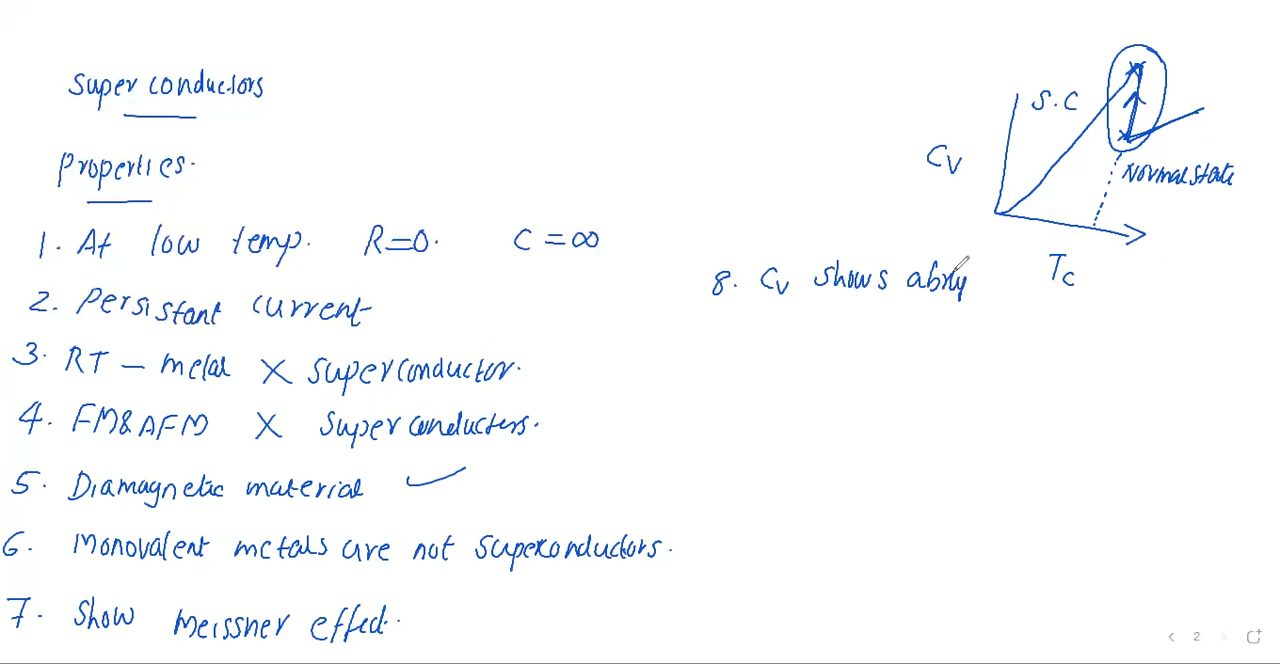 Super conductors
Properties.
1. At low temp. R=0. C=∞
2. Persistant current
3. RT - metal X superconductor.
4. FM&AFM X Superconducters.
5. Diamagnetic material ✓
6. Monovalent metals are not superconductors.
7. Show meissner effect.
S.C
Cv
Normal state
Tc
8. Cv shows
2